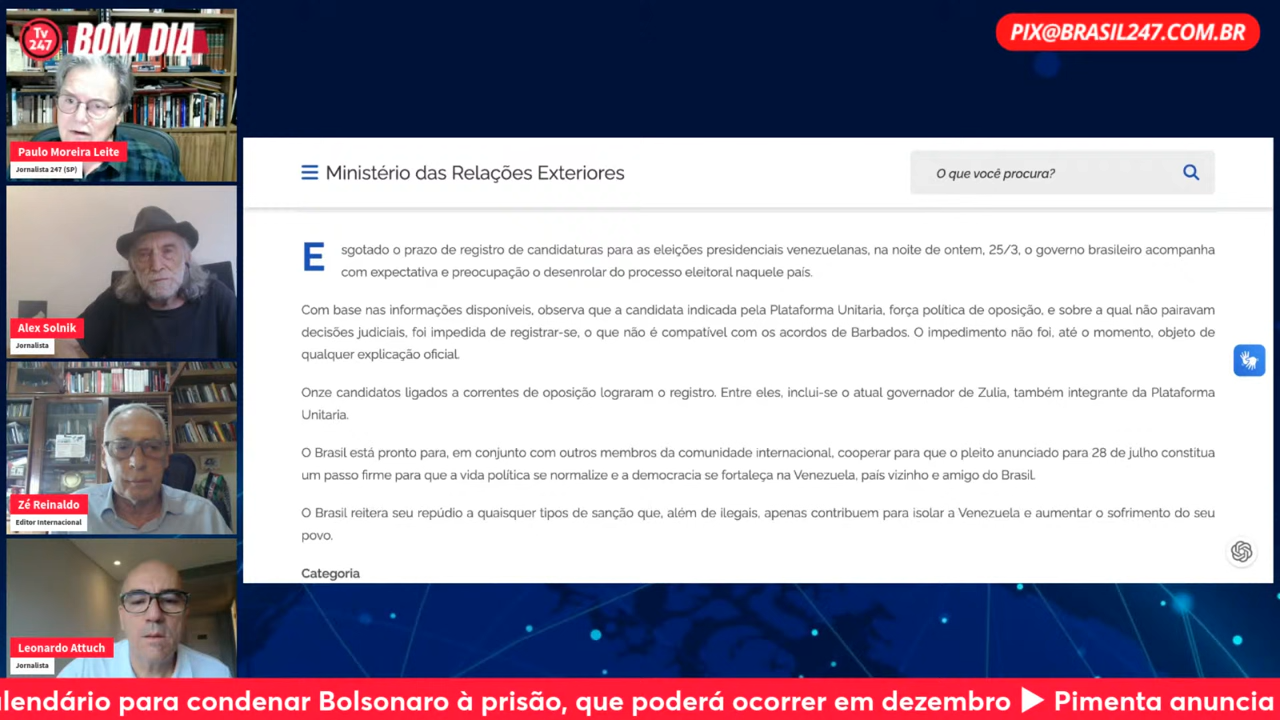 Tv 247
BOM DIA
PIX@BRASIL247.COM.BR
Paulo Moreira Leite
Jornalista 247 (SP)
Alex Solnik
Jornalista
Zé Reinaldo
Editor Internacional
Leonardo Attuch
Jornalista
Ministério das Relações Exteriores
O que você procura?
Esgotado o prazo de registro de candidaturas para as eleições presidenciais venezuelanas, na noite de ontem, 25/3, o governo brasileiro acompanha
com expectativa e preocupação o desenrolar do processo eleitoral naquele país.
Com base nas informações disponíveis, observa que a candidata indicada pela Plataforma Unitaria, força política de oposição, e sobre a qual não pairavam
decisões judiciais, foi impedida de registrar-se, o que não é compatível com os acordos de Barbados. O impedimento não foi, até o momento, objeto de
qualquer explicação oficial.
Onze candidatos ligados a correntes de oposição lograram o registro. Entre eles, inclui-se o atual governador de Zulia, também integrante da Plataforma
Unitaria.
O Brasil está pronto para, em conjunto com outros membros da comunidade internacional, cooperar para que o pleito anunciado para 28 de julho constitua
um passo firme para que a vida política se normalize e a democracia se fortaleça na Venezuela, país vizinho e amigo do Brasil.
O Brasil reitera seu repúdio a quaisquer tipos de sanção que, além de ilegais, apenas contribuem para isolar a Venezuela e aumentar o sofrimento do seu
povo.
Categoria
alendário para condenar Bolsonaro à prisão, que poderá ocorrer em dezembro ▶ Pimenta anuncia